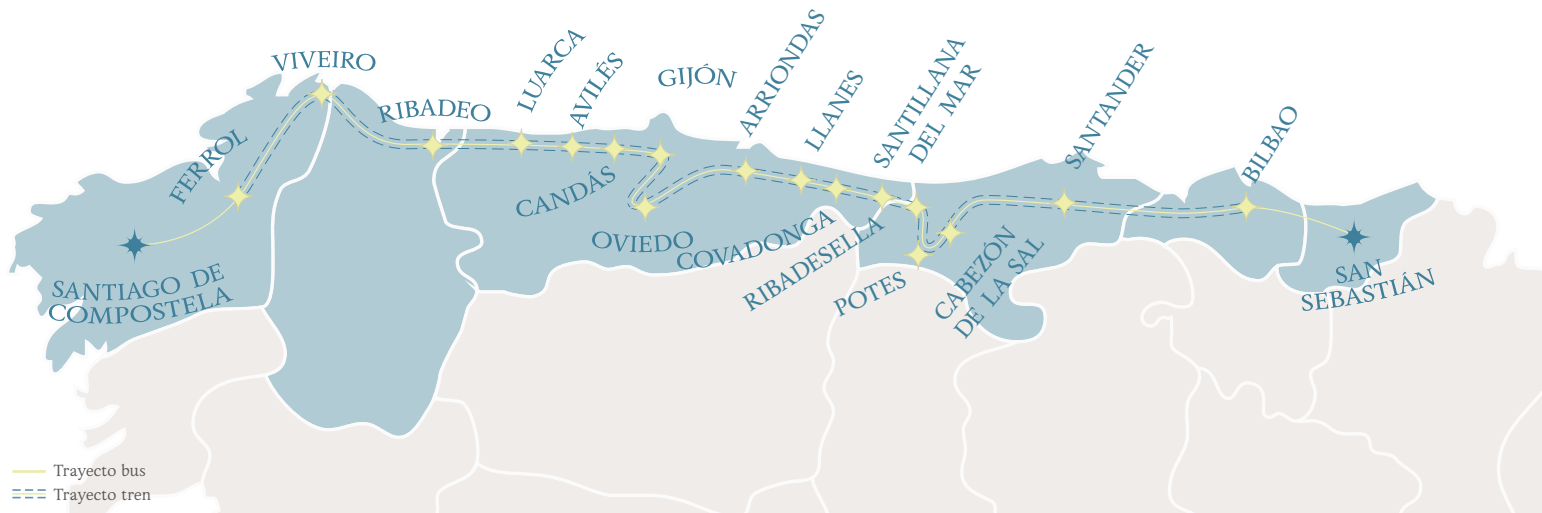 VIVEIRO
RIBADEO
LUARCA
AVILÉS
GIJÓN
ARRIONDAS
LLANES
SANTILLANA
DEL MAR
SANTANDER
BILBAO
FERROL
CANDÁS
OVIEDO
COVADONGA
RIBADESELLA
POTES
CABEZÓN
DE LA SAL
SANTIAGO DE
COMPOSTELA
SAN
SEBASTIÁN
Trayecto bus
Trayecto tren